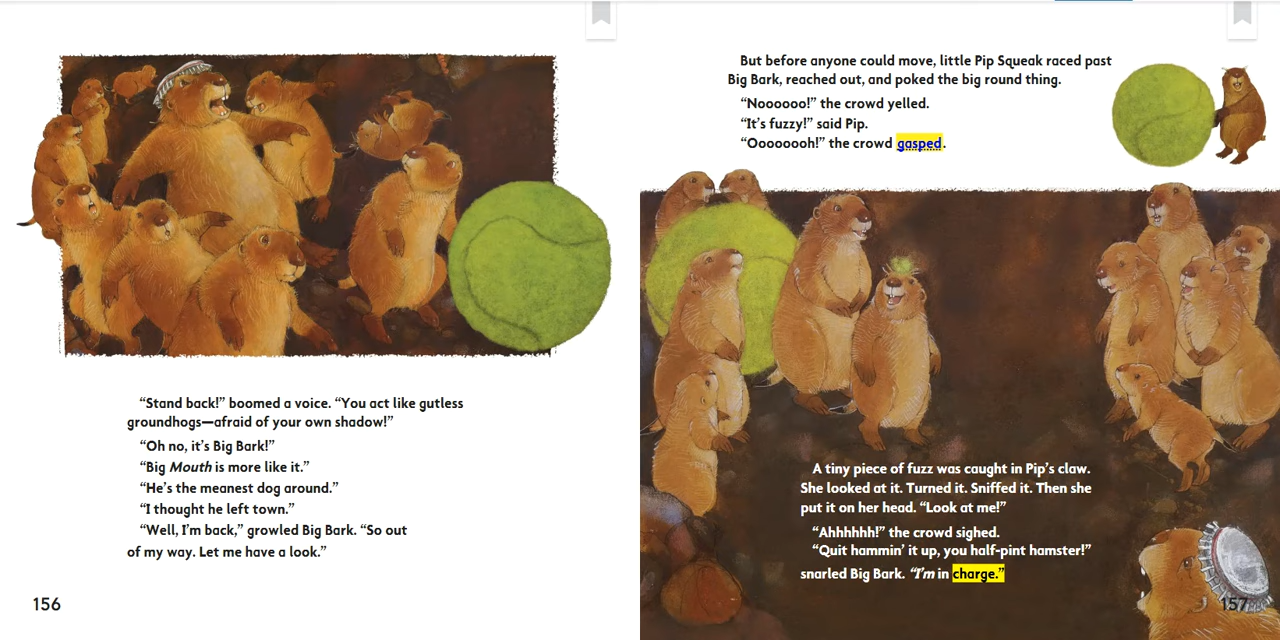 “Stand back!” boomed a voice. “You act like gutless
groundhogs—afraid of your own shadow!”
“Oh no, it’s Big Bark!”
“Big Mouth is more like it.”
“He’s the meanest dog around.”
“I thought he left town.”
“Well, I’m back,” growled Big Bark. “So out
of my way. Let me have a look.”
156
But before anyone could move, little Pip Squeak raced past
Big Bark, reached out, and poked the big round thing.
“Noooooo!” the crowd yelled.
“It’s fuzzy!” said Pip.
“Oooooooh!” the crowd gasped.
A tiny piece of fuzz was caught in Pip’s claw.
She looked at it. Turned it. Sniffed it. Then she
put it on her head. “Look at me!”
“Ahhhhhh!” the crowd sighed.
“Quit hammin’ it up, you half-pint hamster!”
snarled Big Bark. “I’m in charge.”
157